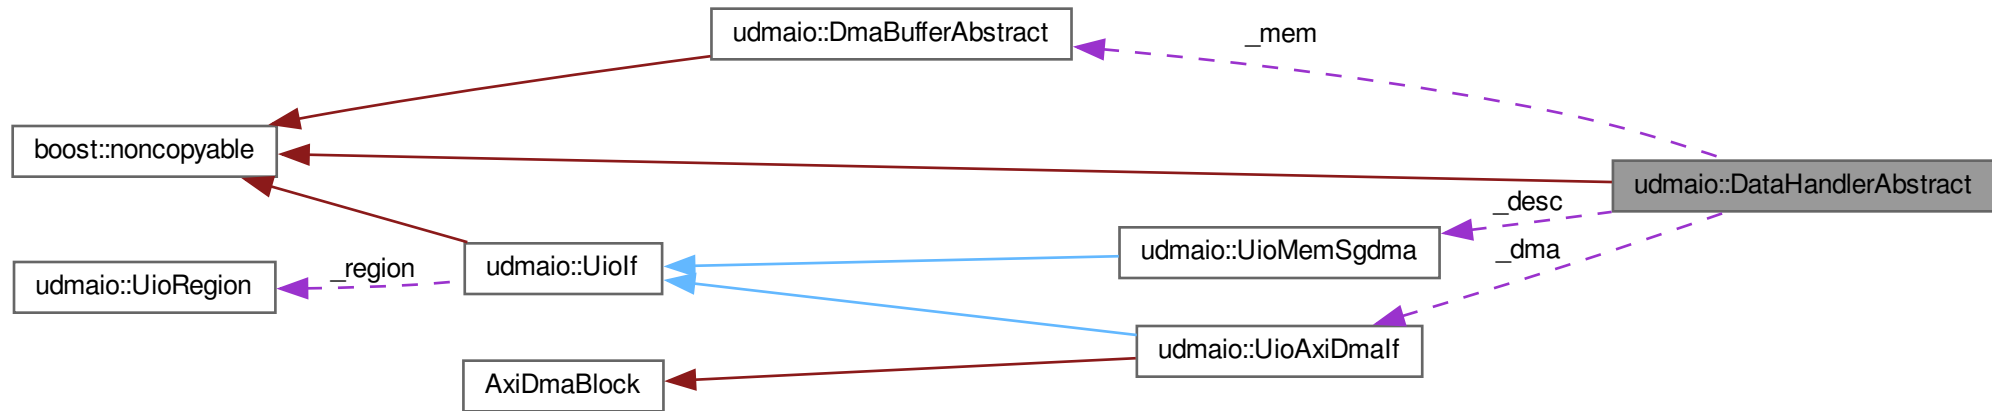 udmaio::DmaBufferAbstract
_mem
boost::noncopyable
udmaio::DataHandlerAbstract
_desc
udmaio::UioMemSgdma
_dma
udmaio::UioIf
_region
udmaio::UioRegion
udmaio::UioAxiDmaIf
AxiDmaBlock